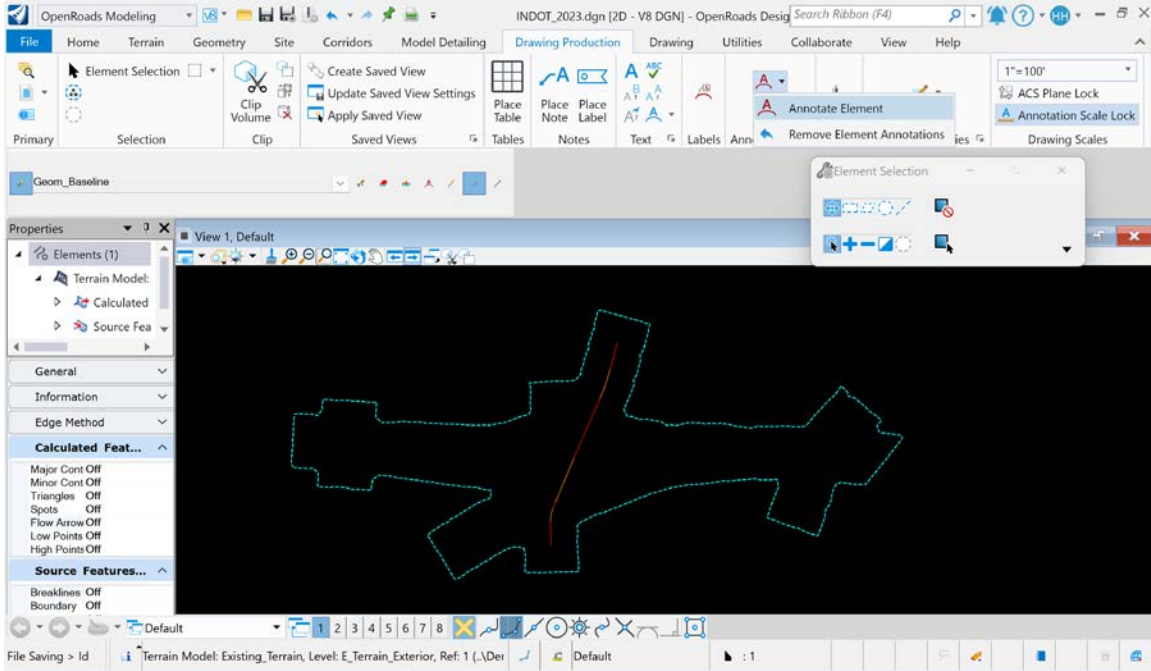 OpenRoads Modeling
V8
INDOT_2023.dgn [2D - V8 DGN] - OpenRoads Desig
Search Ribbon (F4)
HH
File Home Terrain Geometry Site Corridors Model Detailing Drawing Production Drawing Utilities Collaborate View Help
Element Selection
Clip Volume
Create Saved View
Update Saved View Settings
Apply Saved View
Place Table
Place Note
Place Label
ABC
Annotate Element
Remove Element Annotations
1"=100'
ACS Plane Lock
Annotation Scale Lock
Primary Selection Clip Saved Views Tables Notes Text Labels Ann ies Drawing Scales
Geom_Baseline
Element Selection
Properties
View 1, Default
Elements (1)
Terrain Model:
Calculated
Source Fea
General
Information
Edge Method
Calculated Feat...
Major Cont Off
Minor Cont Off
Triangles Off
Spots Off
Flow Arrow Off
Low Points Off
High Points Off
Source Features...
Breaklines Off
Boundary Off
Default
1 2 3 4 5 6 7 8
File Saving > Id
Terrain Model: Existing_Terrain, Level: E_Terrain_Exterior, Ref: 1 (..\Der
Default
: 1